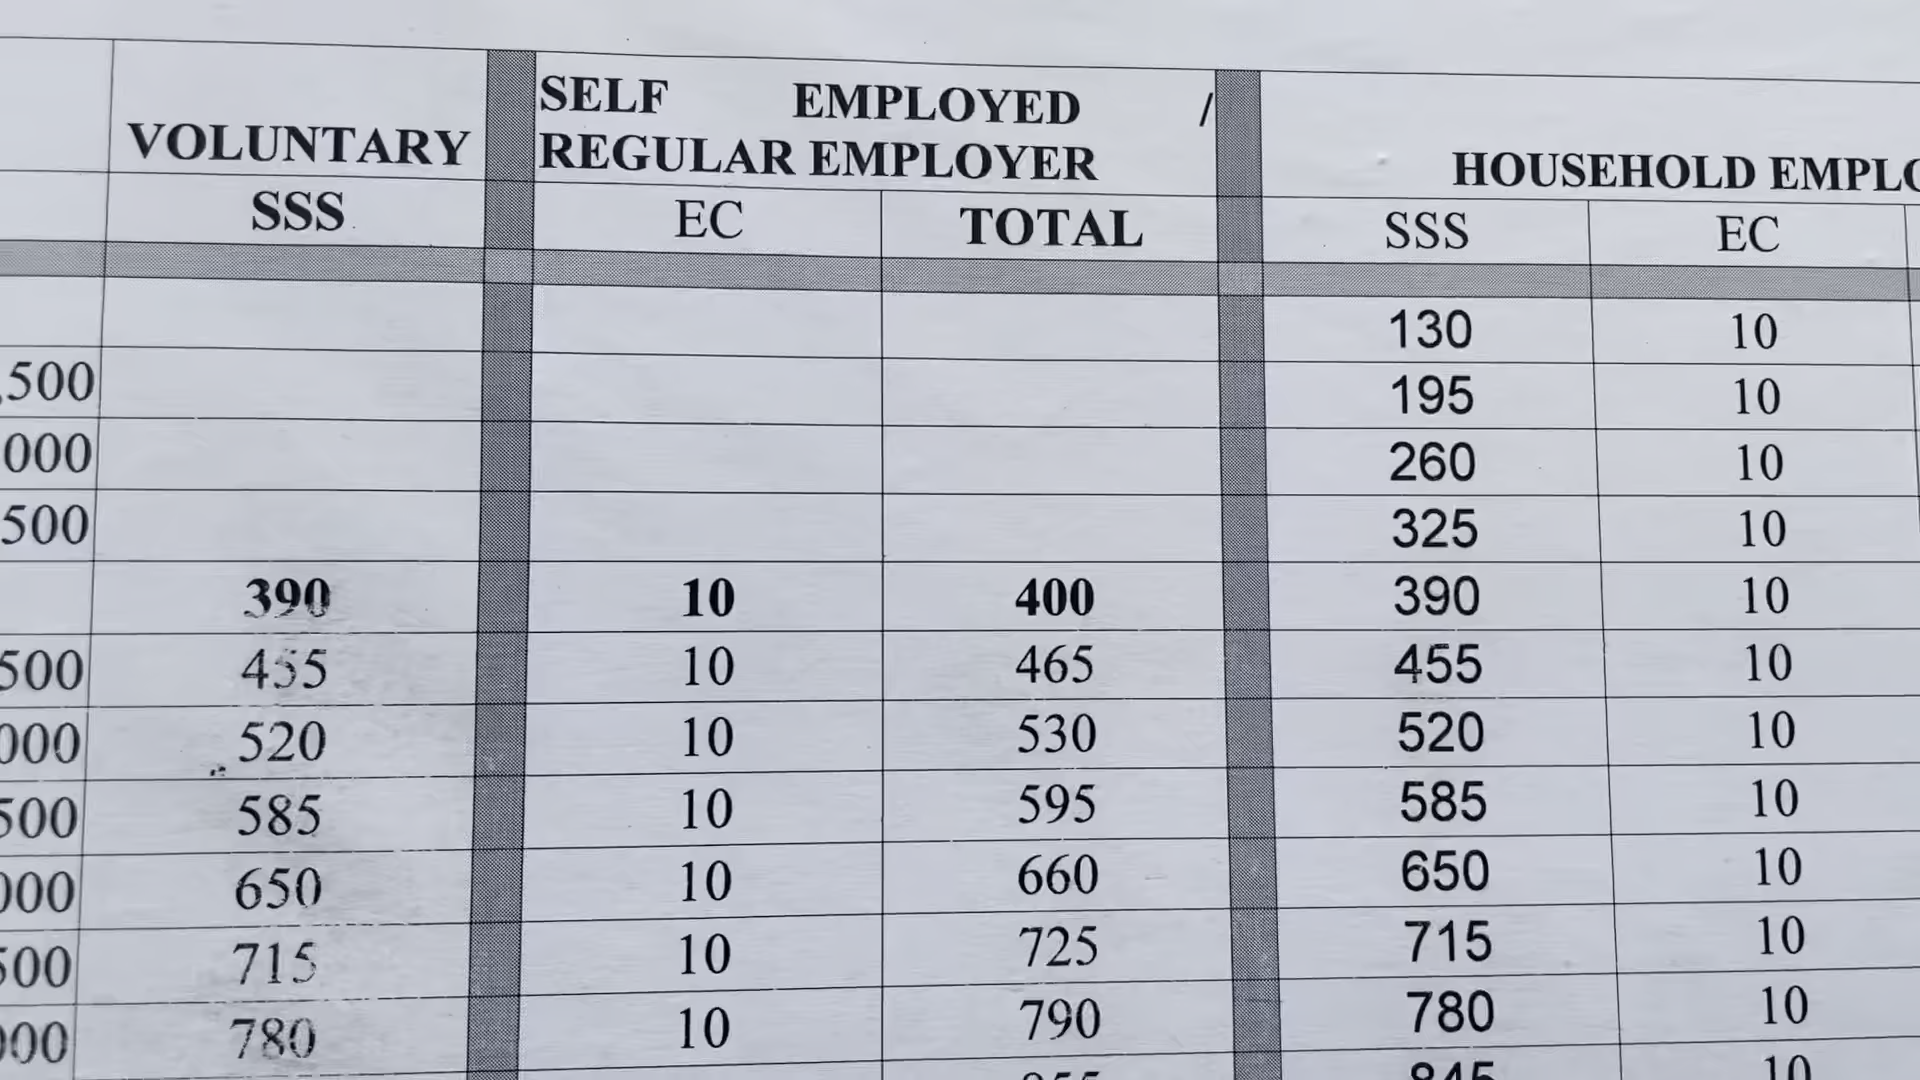 VOLUNTARY SELF EMPLOYED / REGULAR EMPLOYER HOUSEHOLD
SSS EC TOTAL SSS EC
130 10
500 195 10
000 260 10
500 325 10
390 10 400 390 10
500 455 10 465 455 10
000 520 10 530 520 10
500 585 10 595 585 10
000 650 10 660 650 10
500 715 10 725 715 10
000 780 10 790 780 10
845 10